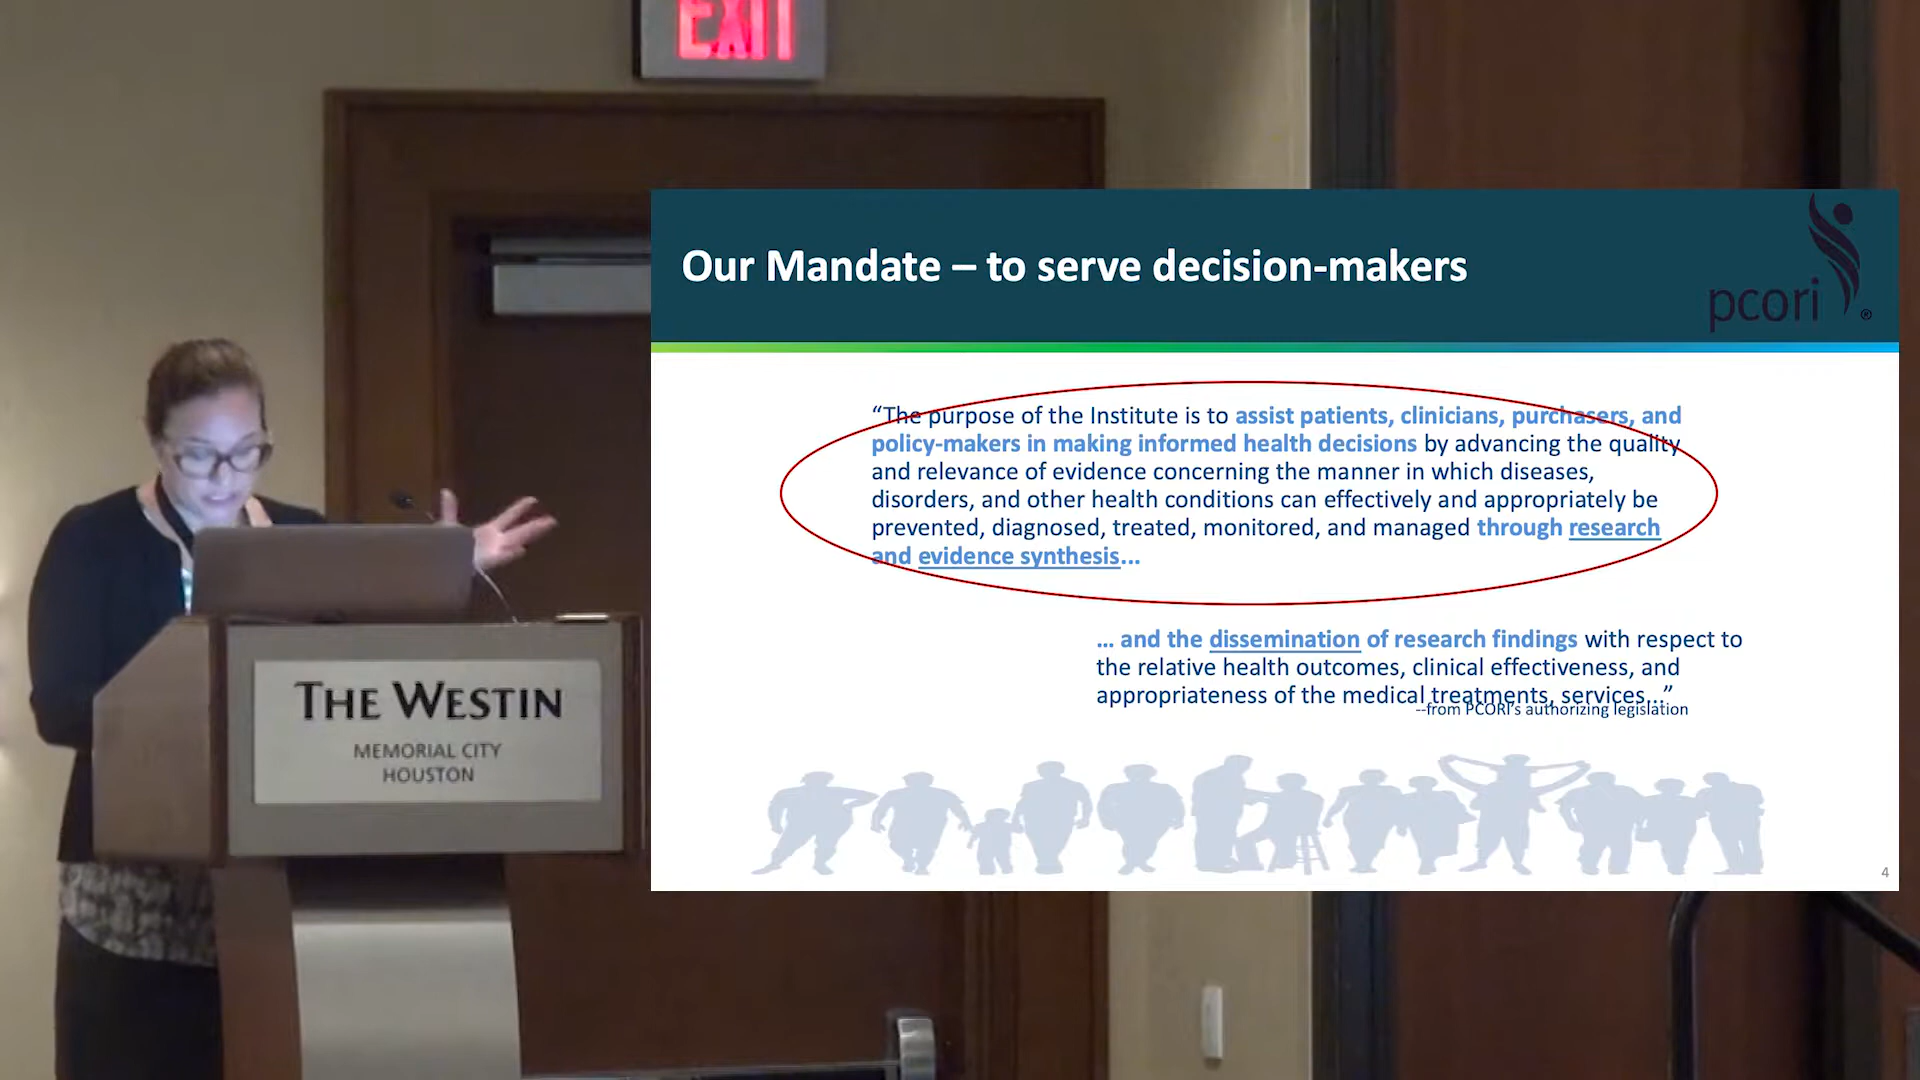 EXIT
Our Mandate – to serve decision-makers
pcori ®
“The purpose of the Institute is to assist patients, clinicians, purchasers, and
policy-makers in making informed health decisions by advancing the quality
and relevance of evidence concerning the manner in which diseases,
disorders, and other health conditions can effectively and appropriately be
prevented, diagnosed, treated, monitored, and managed through research
and evidence synthesis...
... and the dissemination of research findings with respect to
the relative health outcomes, clinical effectiveness, and
appropriateness of the medical treatments, services...”
--from PCORI's authorizing legislation
4
THE WESTIN
MEMORIAL CITY
HOUSTON